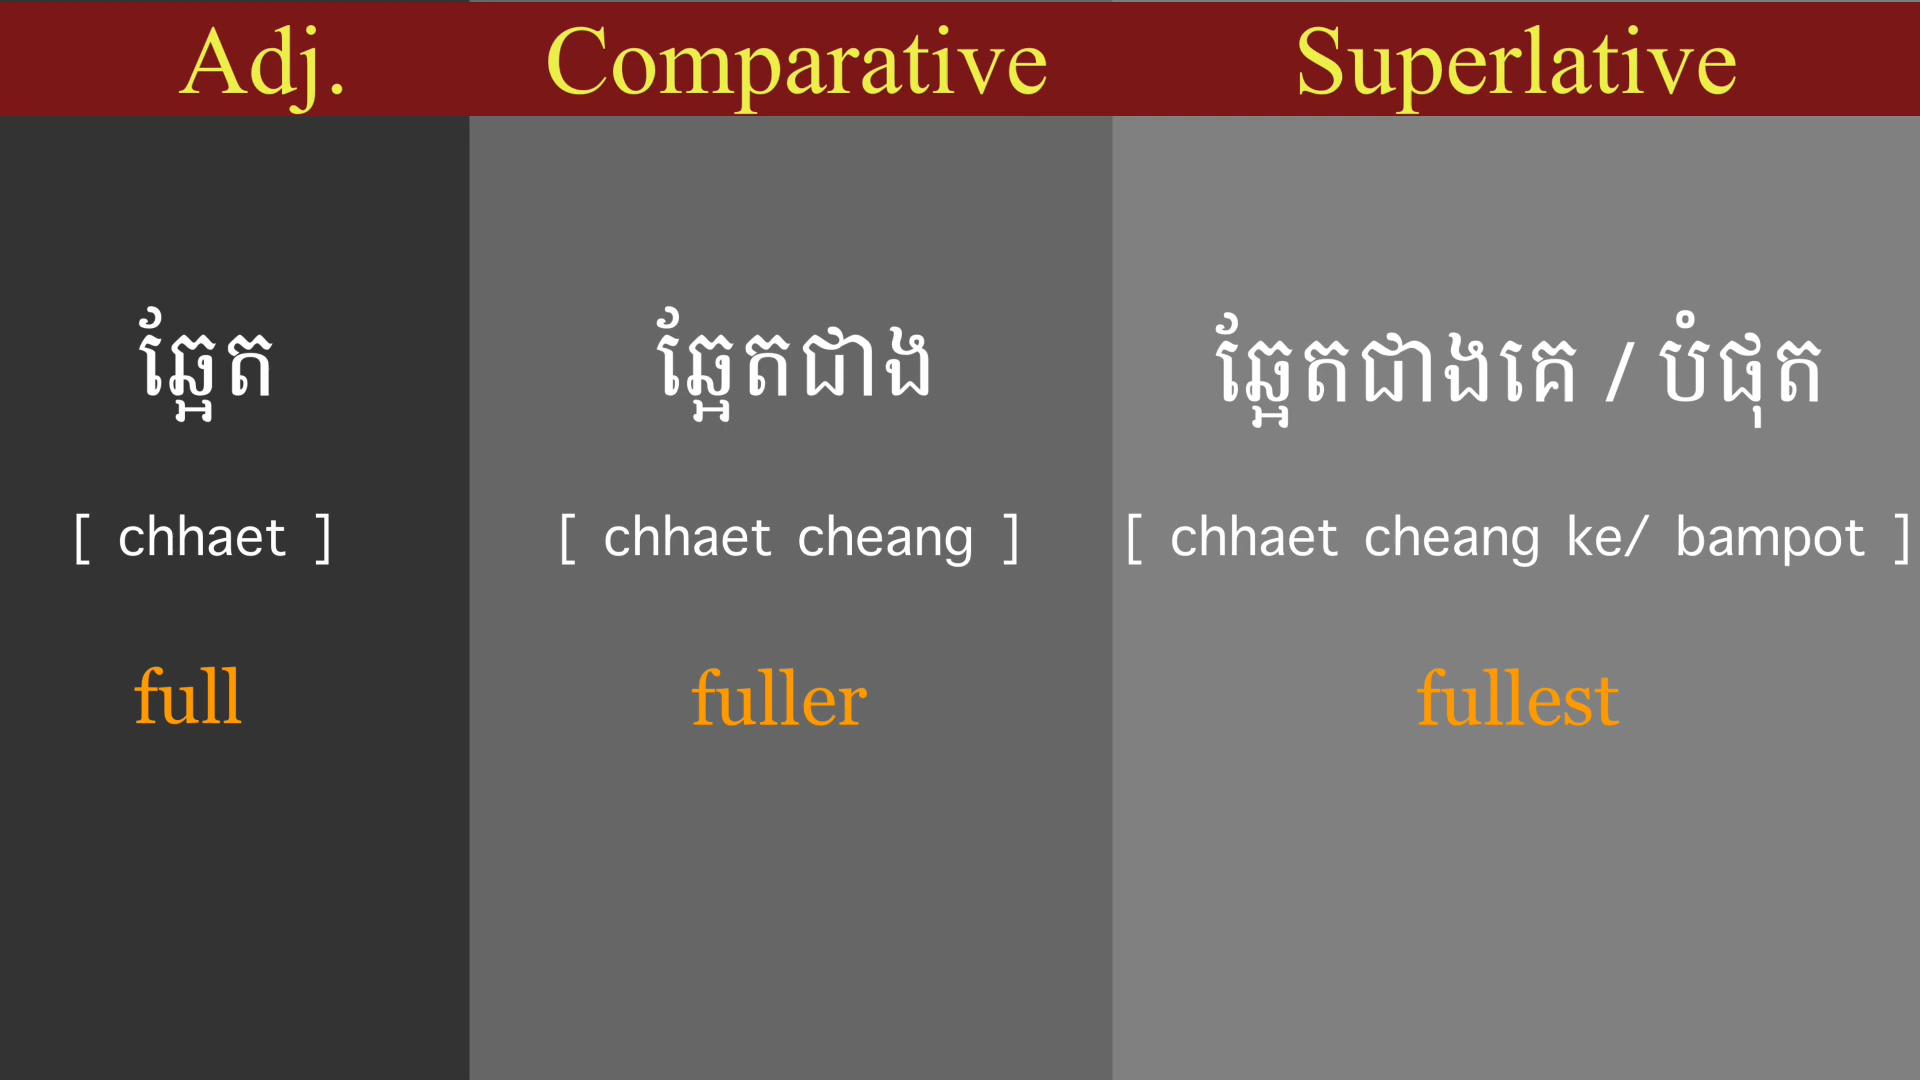 Adj. Comparative Superlative
ឆ្អែត ឆ្អែតជាង ឆ្អែតជាងគេ / បំផុត
[ chhaet ] [ chhaet cheang ] [ chhaet cheang ke/ bampot ]
full fuller fullest